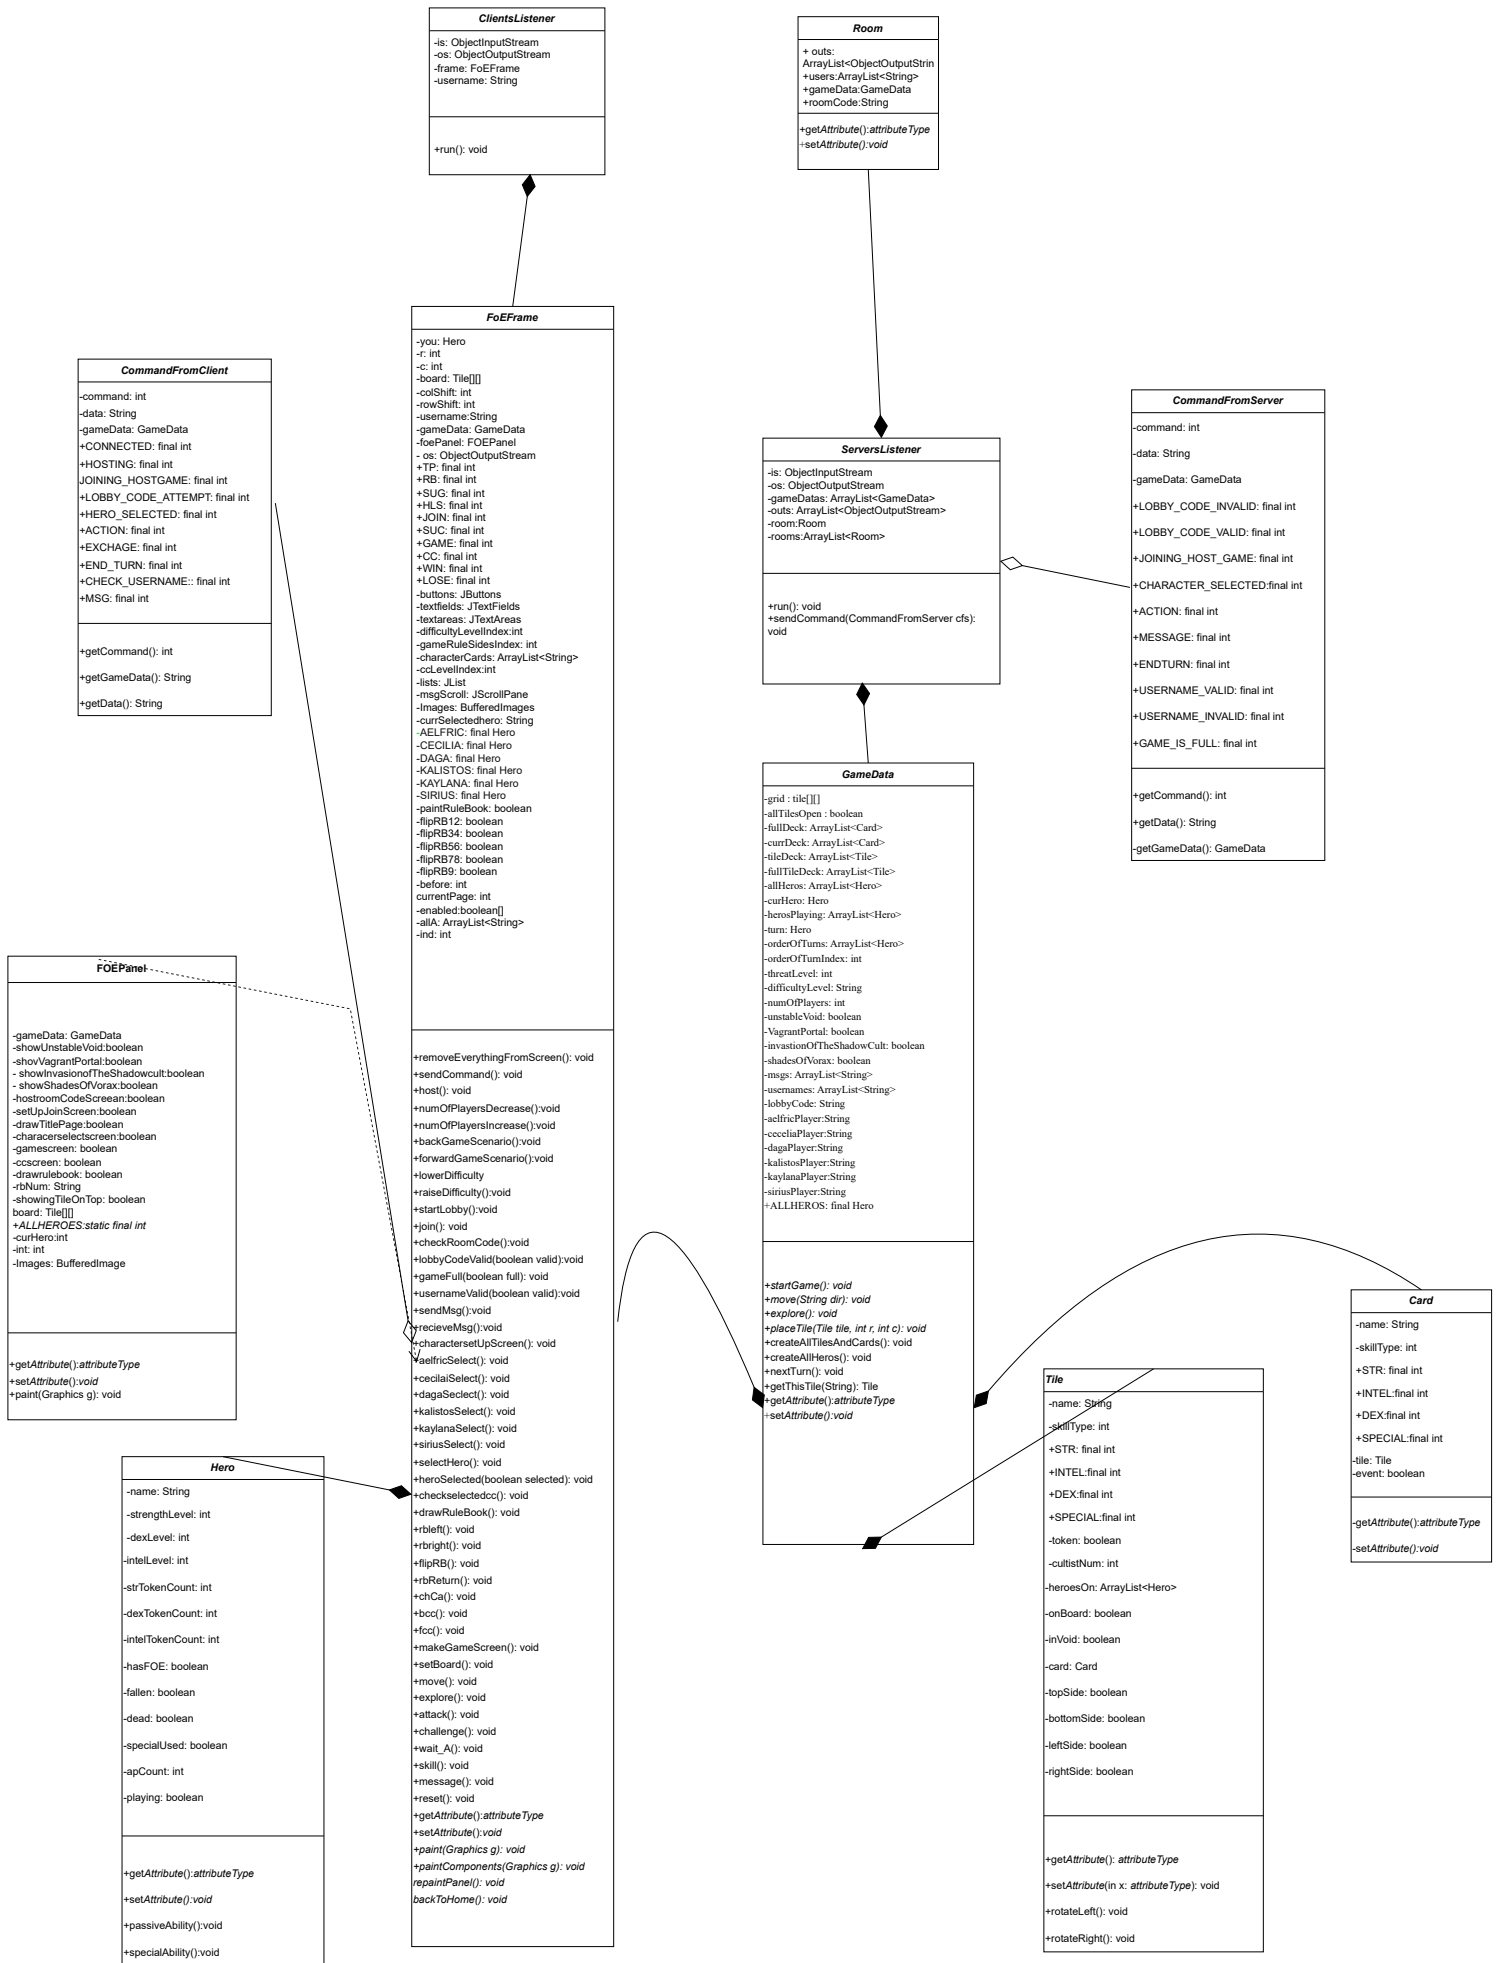 ClientsListener
-is: ObjectInputStream
-os: ObjectOutputStream
-frame: FoEFrame
-username: String
+run(): void
Room
+ outs:
ArrayList<ObjectOutputStrin
+users:ArrayList<String>
+gameData:GameData
+roomCode:String
+getAttribute():attributeType
+setAttribute():void
FoEFrame
-you: Hero
-r: int
-c: int
-board: Tile[][]
-colShift: int
-rowShift: int
-username:String
-gameData: GameData
-foePanel: FOEPanel
- os: ObjectOutputStream
+TP: final int
+RB: final int
+SUG: final int
+HLS: final int
+JOIN: final int
+SUC: final int
+GAME: final int
+CC: final int
+WIN: final int
+LOSE: final int
-buttons: JButtons
-textfields: JTextFields
-textareas: JTextAreas
-difficultyLevelIndex:int
-gameRuleSidesIndex: int
-characterCards: ArrayList<String>
-ccLevelIndex:int
-lists: JList
-msgScroll: JScrollPane
-Images: BufferedImages
-currSelectedhero: String
-AELFRIC: final Hero
-CECILIA: final Hero
-DAGA: final Hero
-KALISTOS: final Hero
-KAYLANA: final Hero
-SIRIUS: final Hero
-paintRuleBook: boolean
-flipRB12: boolean
-flipRB34: boolean
-flipRB56: boolean
-flipRB78: boolean
-flipRB9: boolean
-before: int
currentPage: int
-enabled:boolean[]
-allA: ArrayList<String>
-ind: int
+removeEverythingFromScreen(): void
+sendCommand(): void
+host(): void
+numOfPlayersDecrease():void
+numOfPlayersIncrease():void
+backGameScenario():void
+forwardGameScenario():void
+lowerDifficulty
+raiseDifficulty():void
+startLobby():void
+join(): void
+checkRoomCode():void
+lobbyCodeValid(boolean valid):void
+gameFull(boolean full): void
+usernameValid(boolean valid):void
+sendMsg():void
+recieveMsg():void
+charactersetUpScreen(): void
+aelfricSelect(): void
+cecilaiSelect(): void
+dagaSeclect(): void
+kalistosSelect(): void
+kaylanaSelect(): void
+siriusSelect(): void
+selectHero(): void
+heroSelected(boolean selected): void
+checkselectedcc(): void
+drawRuleBook(): void
+rbleft(): void
+rbright(): void
+flipRB(): void
+rbReturn(): void
+chCa(): void
+bcc(): void
+fcc(): void
+makeGameScreen(): void
+setBoard(): void
+move(): void
+explore(): void
+attack(): void
+challenge(): void
+wait_A(): void
+skill(): void
+message(): void
+reset(): void
+getAttribute():attributeType
+setAttribute():void
+paint(Graphics g): void
+paintComponents(Graphics g): void
repaintPanel(): void
backToHome(): void
CommandFromClient
-command: int
-data: String
-gameData: GameData
+CONNECTED: final int
+HOSTING: final int
JOINING_HOSTGAME: final int
+LOBBY_CODE_ATTEMPT: final int
+HERO_SELECTED: final int
+ACTION: final int
+EXCHAGE: final int
+END_TURN: final int
+CHECK_USERNAME:: final int
+MSG: final int
+getCommand(): int
+getGameData(): String
+getData(): String
ServersListener
-is: ObjectInputStream
-os: ObjectOutputStream
-gameDatas: ArrayList<GameData>
-outs: ArrayList<ObjectOutputStream>
-room:Room
-rooms:ArrayList<Room>
+run(): void
+sendCommand(CommandFromServer cfs):
void
CommandFromServer
-command: int
-data: String
-gameData: GameData
+LOBBY_CODE_INVALID: final int
+LOBBY_CODE_VALID: final int
+JOINING_HOST_GAME: final int
+CHARACTER_SELECTED:final int
+ACTION: final int
+MESSAGE: final int
+ENDTURN: final int
+USERNAME_VALID: final int
+USERNAME_INVALID: final int
+GAME_IS_FULL: final int
+getCommand(): int
+getData(): String
-getGameData(): GameData
GameData
-grid : tile[][]
-allTilesOpen : boolean
-fullDeck: ArrayList<Card>
-currDeck: ArrayList<Card>
-tileDeck: ArrayList<Tile>
-fullTileDeck: ArrayList<Tile>
-allHeros: ArrayList<Hero>
-curHero: Hero
-herosPlaying: ArrayList<Hero>
-turn: Hero
-orderOfTurns: ArrayList<Hero>
-orderOfTurnIndex: int
-threatLevel: int
-difficultyLevel: String
-numOfPlayers: int
-unstableVoid: boolean
-VagrantPortal: boolean
-invastionOfTheShadowCult: boolean
-shadesOfVorax: boolean
-msgs: ArrayList<String>
-usernames: ArrayList<String>
-lobbyCode: String
-aelfricPlayer:String
-ceceliaPlayer:String
-dagaPlayer:String
-kalistosPlayer:String
-kaylanaPlayer:String
-siriusPlayer:String
+ALLHEROS: final Hero
+startGame(): void
+move(String dir): void
+explore(): void
+placeTile(Tile tile, int r, int c): void
+createAllTilesAndCards(): void
+createAllHeros(): void
+nextTurn(): void
+getThisTile(String): Tile
+getAttribute():attributeType
+setAttribute():void
FOEPanel
-gameData: GameData
-showUnstableVoid:boolean
-shovVagrantPortal:boolean
- showInvasionofTheShadowcult:boolean
- showShadesOfVorax:boolean
-hostroomCodeScreean:boolean
-setUpJoinScreen:boolean
-drawTitlePage:boolean
-characerselectscreen:boolean
-gamescreen: boolean
-ccscreen: boolean
-drawrulebook: boolean
-rbNum: String
-showingTileOnTop: boolean
board: Tile[][]
+ALLHEROES:static final int
-curHero:int
-int: int
-Images: BufferedImage
+getAttribute():attributeType
+setAttribute():void
+paint(Graphics g): void
Hero
-name: String
-strengthLevel: int
-dexLevel: int
-intelLevel: int
-strTokenCount: int
-dexTokenCount: int
-intelTokenCount: int
-hasFOE: boolean
-fallen: boolean
-dead: boolean
-specialUsed: boolean
-apCount: int
-playing: boolean
+getAttribute():attributeType
+setAttribute():void
+passiveAbility():void
+specialAbility():void
Tile
-name: String
-skillType: int
+STR: final int
+INTEL:final int
+DEX:final int
+SPECIAL:final int
-token: boolean
-cultistNum: int
-heroesOn: ArrayList<Hero>
-onBoard: boolean
-inVoid: boolean
-card: Card
-topSide: boolean
-bottomSide: boolean
-leftSide: boolean
-rightSide: boolean
+getAttribute(): attributeType
+setAttribute(in x: attributeType): void
+rotateLeft(): void
+rotateRight(): void
Card
-name: String
-skillType: int
+STR: final int
+INTEL:final int
+DEX:final int
+SPECIAL:final int
-tile: Tile
-event: boolean
-getAttribute():attributeType
-setAttribute():void